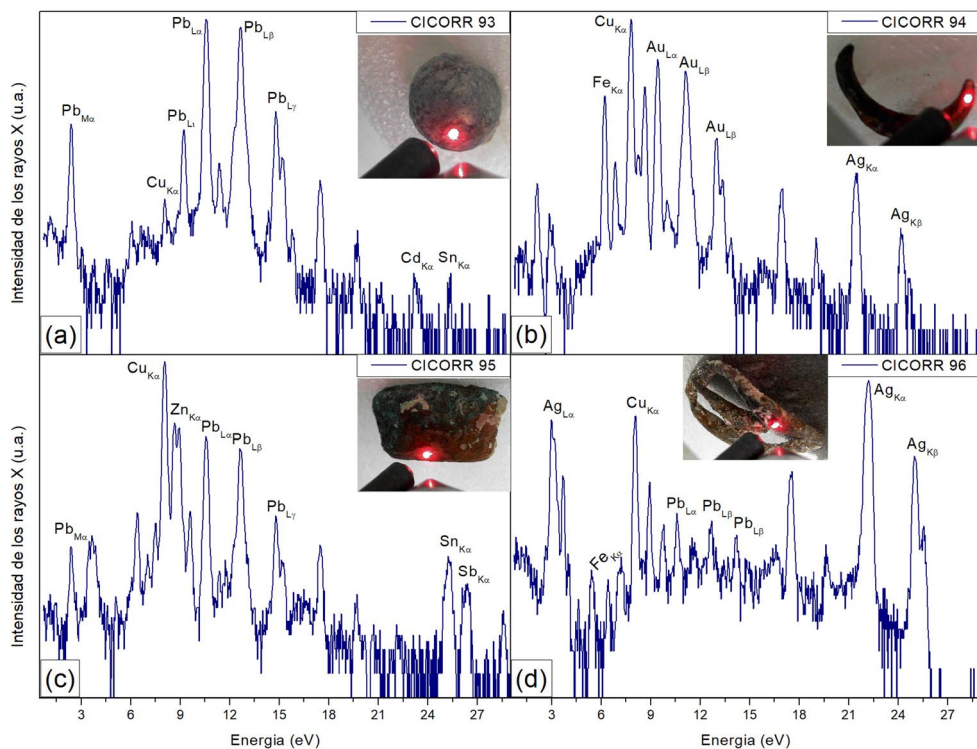 Intensidad de los rayos X (u.a.)
CICORR 93
Pb Mα
Cu Kα
Pb Lι
Pb Lα
Pb Lβ
Pb Lγ
Cd Kα
Sn Kα
(a)
CICORR 94
Fe Kα
Cu Kα
Au Lα
Au Lβ
Au Lβ
Ag Kα
Ag Kβ
(b)
Intensidad de los rayos X (u.a.)
CICORR 95
Pb Mα
Cu Kα
Zn Kα
Pb Lα
Pb Lβ
Pb Lγ
Sn Kα
Sb Kα
(c)
3 6 9 12 15 18 21 24 27
Energia (eV)
CICORR 96
Ag Lα
Fe Kα
Cu Kα
Pb Lα
Pb Lβ
Pb Lβ
Ag Kα
Ag Kβ
(d)
3 6 9 12 15 18 21 24 27
Energia (eV)